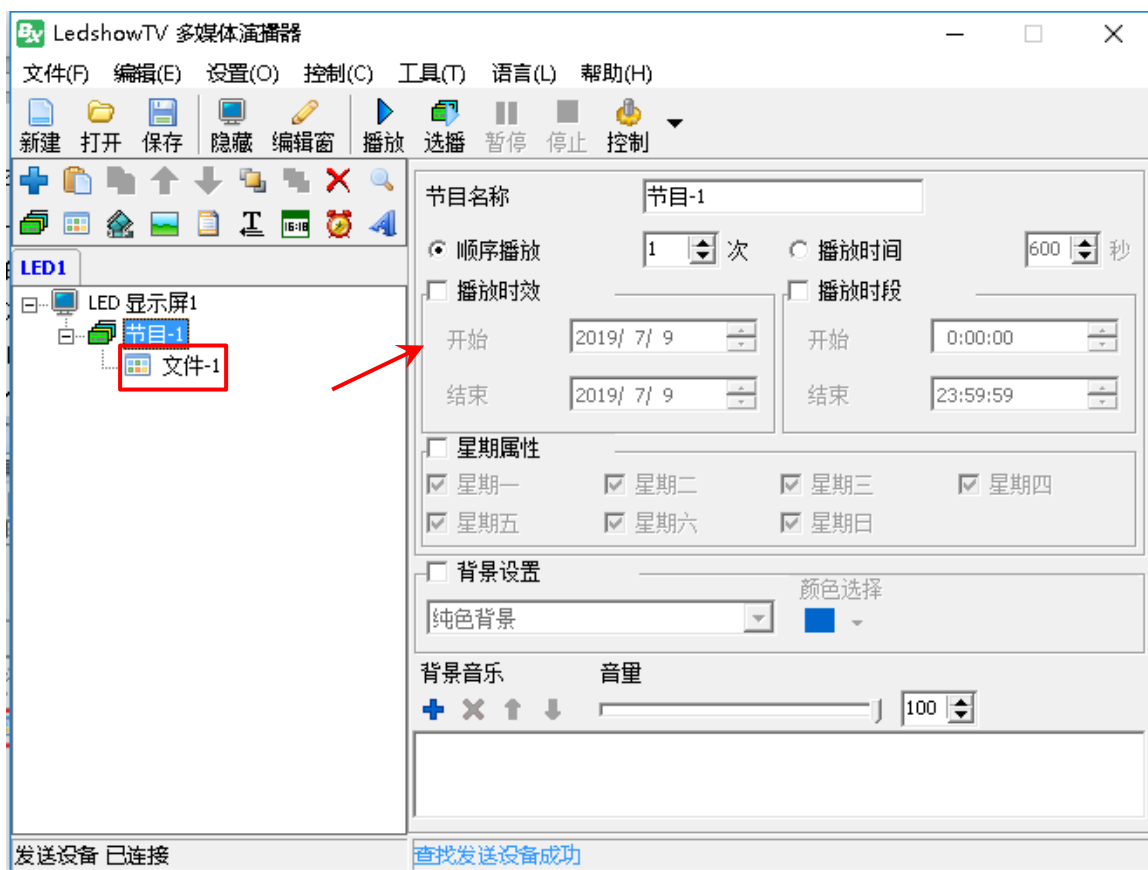 LedshowTV 多媒体演播器
文件(F) 编辑(E) 设置(O) 控制(C) 工具(T) 语言(L) 帮助(H)
新建 打开 保存 隐藏 编辑窗 播放 选播 暂停 停止 控制
节目名称 节目-1
顺序播放 1 次 播放时间 600 秒
LED1
播放时效 播放时段
LED 显示屏1
节目-1
文件-1
开始 2019/ 7/ 9 开始 0:00:00
结束 2019/ 7/ 9 结束 23:59:59
星期属性
星期一 星期二 星期三 星期四
星期五 星期六 星期日
背景设置
颜色选择
纯色背景
背景音乐 音量
100
发送设备 已连接 查找发送设备成功